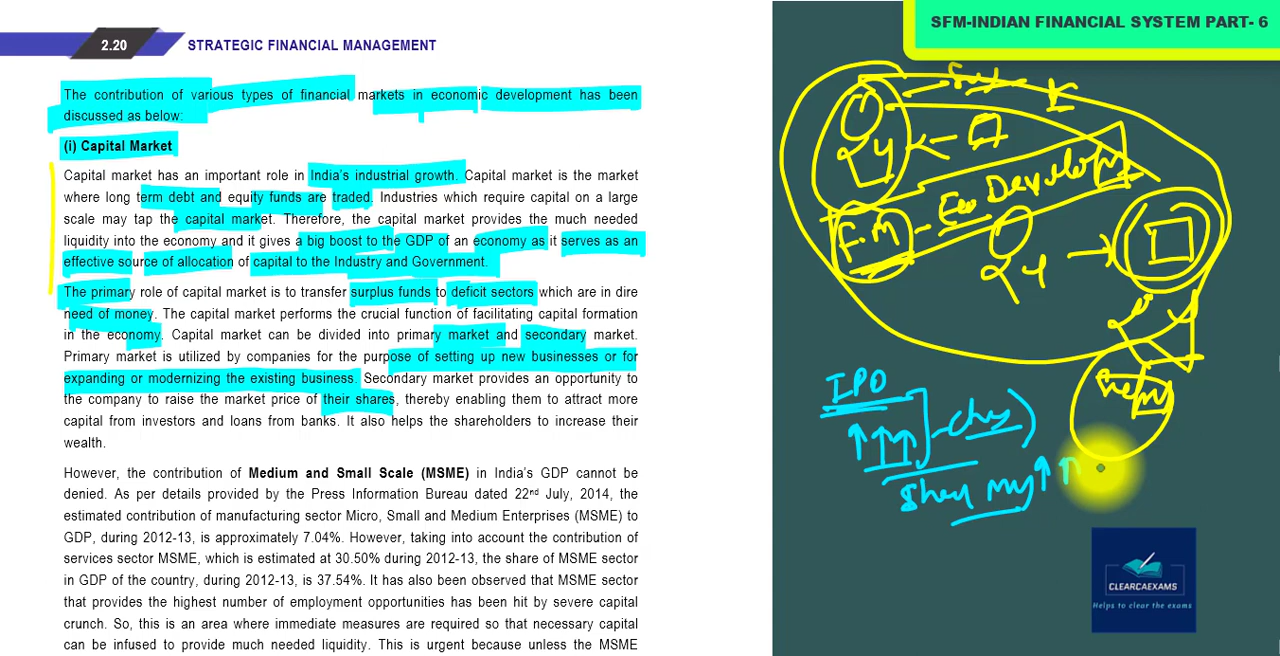 2.20 STRATEGIC FINANCIAL MANAGEMENT
The contribution of various types of financial markets in economic development has been
discussed as below:
(i) Capital Market
Capital market has an important role in India's industrial growth. Capital market is the market
where long term debt and equity funds are traded. Industries which require capital on a large
scale may tap the capital market. Therefore, the capital market provides the much needed
liquidity into the economy and it gives a big boost to the GDP of an economy as it serves as an
effective source of allocation of capital to the Industry and Government.
The primary role of capital market is to transfer surplus funds to deficit sectors which are in dire
need of money. The capital market performs the crucial function of facilitating capital formation
in the economy. Capital market can be divided into primary market and secondary market.
Primary market is utilized by companies for the purpose of setting up new businesses or for
expanding or modernizing the existing business. Secondary market provides an opportunity to
the company to raise the market price of their shares, thereby enabling them to attract more
capital from investors and loans from banks. It also helps the shareholders to increase their
wealth.
However, the contribution of Medium and Small Scale (MSME) in India's GDP cannot be
denied. As per details provided by the Press Information Bureau dated 22nd July, 2014, the
estimated contribution of manufacturing sector Micro, Small and Medium Enterprises (MSME) to
GDP, during 2012-13, is approximately 7.04%. However, taking into account the contribution of
services sector MSME, which is estimated at 30.50% during 2012-13, the share of MSME sector
in GDP of the country, during 2012-13, is 37.54%. It has also been observed that MSME sector
that provides the highest number of employment opportunities has been hit by severe capital
crunch. So, this is an area where immediate measures are required so that necessary capital
can be infused to provide much needed liquidity. This is urgent because unless the MSME
SFM-INDIAN FINANCIAL SYSTEM PART- 6
F.M - Eco
IPO
CLEARCAEXAMS
Helps to clear the exams